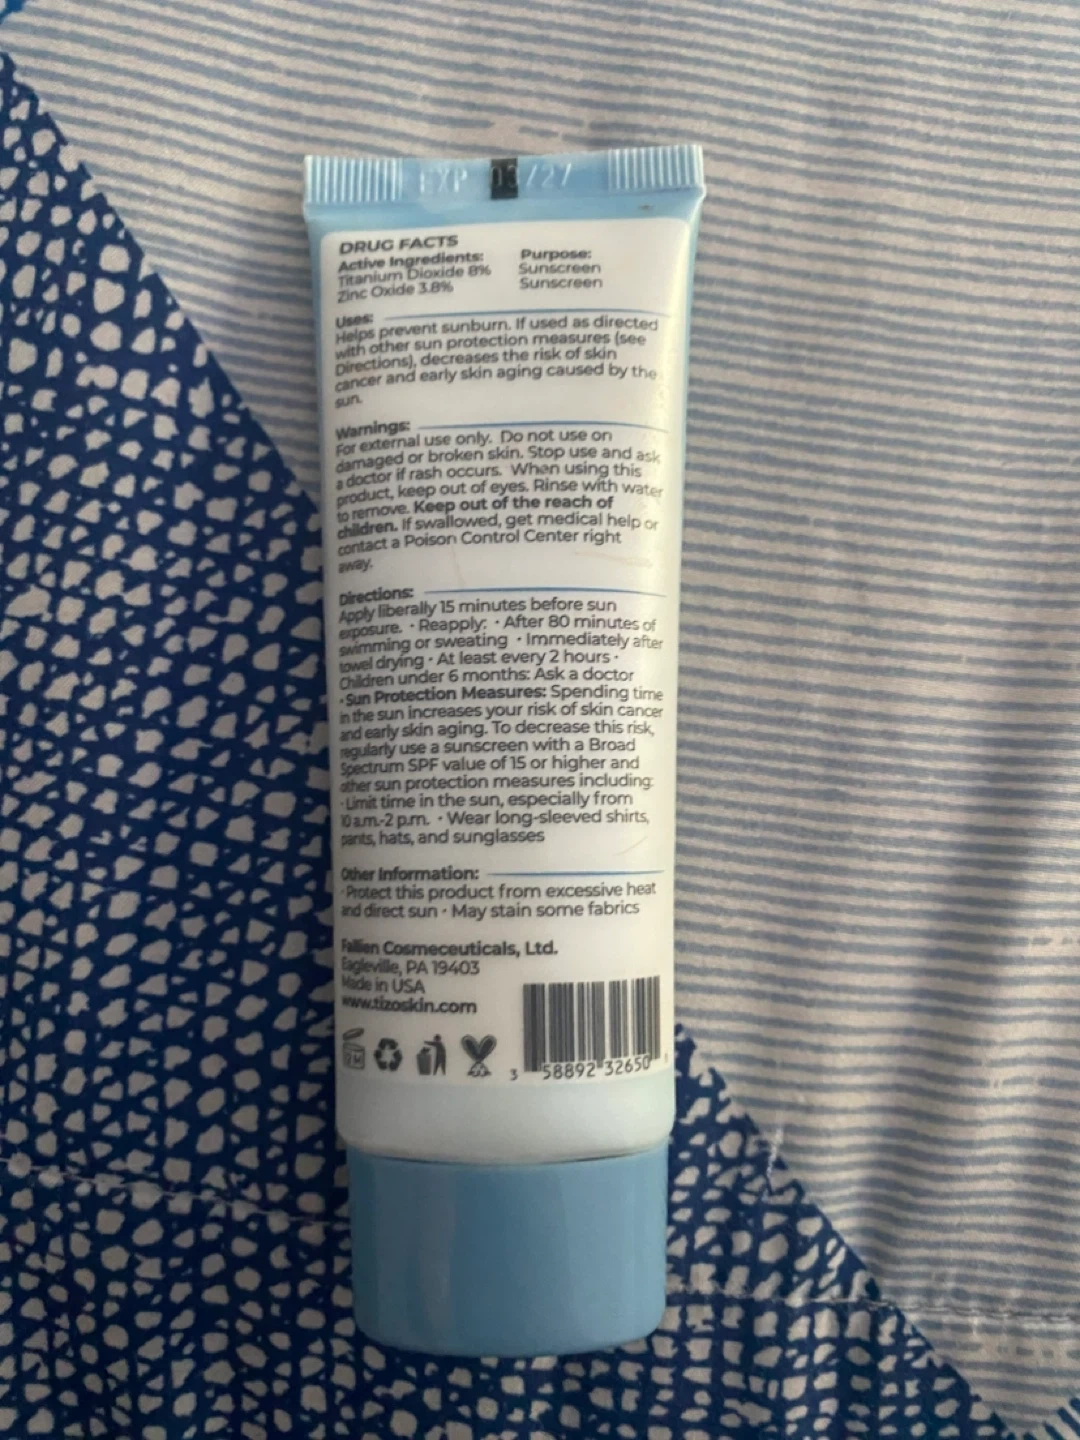 EXP 03/27
DRUG FACTS
Active Ingredients: Purpose:
Titanium Dioxide 8% Sunscreen
Zinc Oxide 3.8% Sunscreen
Uses:
Helps prevent sunburn. If used as directed
with other sun protection measures (see
Directions), decreases the risk of skin
cancer and early skin aging caused by the
sun.
Warnings:
For external use only. Do not use on
damaged or broken skin. Stop use and ask
a doctor if rash occurs. When using this
product, keep out of eyes. Rinse with water
to remove. Keep out of the reach of
children. If swallowed, get medical help or
contact a Poison Control Center right
away.
Directions:
Apply liberally 15 minutes before sun
exposure. • Reapply: • After 80 minutes of
swimming or sweating • Immediately after
towel drying • At least every 2 hours •
Children under 6 months: Ask a doctor
• Sun Protection Measures: Spending time
in the sun increases your risk of skin cancer
and early skin aging. To decrease this risk,
regularly use a sunscreen with a Broad
Spectrum SPF value of 15 or higher and
other sun protection measures including:
• Limit time in the sun, especially from
10 a.m.-2 p.m. • Wear long-sleeved shirts,
pants, hats, and sunglasses
Other Information:
• Protect this product from excessive heat
and direct sun • May stain some fabrics
Fallien Cosmeceuticals, Ltd.
Eagleville, PA 19403
Made in USA
www.tizoskin.com
3 58892 32650